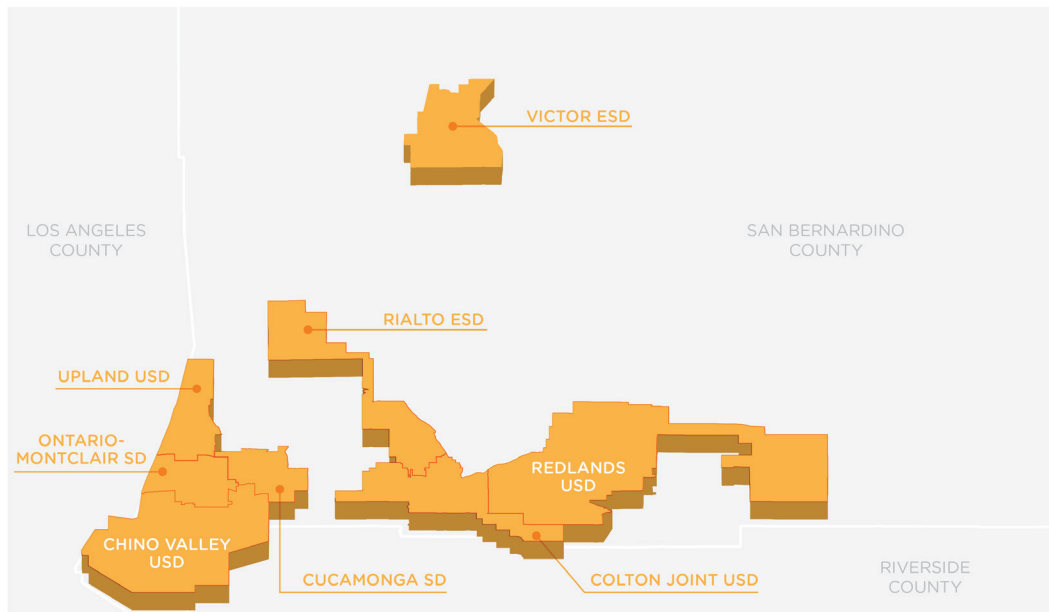 VICTOR ESD
LOS ANGELES
COUNTY
SAN BERNARDINO
COUNTY
RIALTO ESD
UPLAND USD
ONTARIO-
MONTCLAIR SD
REDLANDS
USD
CHINO VALLEY
USD
CUCAMONGA SD
COLTON JOINT USD
RIVERSIDE
COUNTY